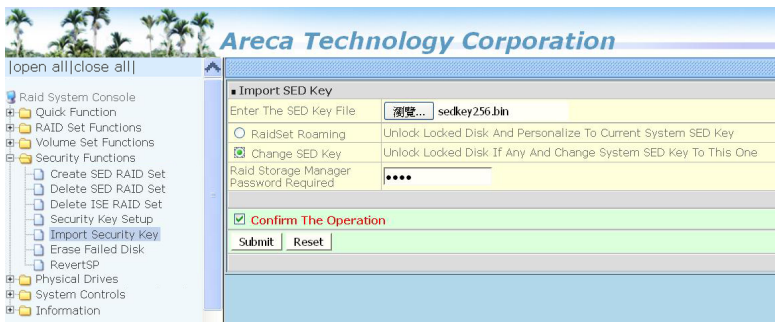 Areca Technology Corporation
|open all|close all|
Raid System Console
Quick Function
RAID Set Functions
Volume Set Functions
Security Functions
Create SED RAID Set
Delete SED RAID Set
Delete ISE RAID Set
Security Key Setup
Import Security Key
Erase Failed Disk
RevertSP
Physical Drives
System Controls
Information
Import SED Key
Enter The SED Key File 瀏覽... sedkey256.bin
RaidSet Roaming Unlock Locked Disk And Personalize To Current System SED Key
Change SED Key Unlock Locked Disk If Any And Change System SED Key To This One
Raid Storage Manager
Password Required ••••
Confirm The Operation
Submit Reset